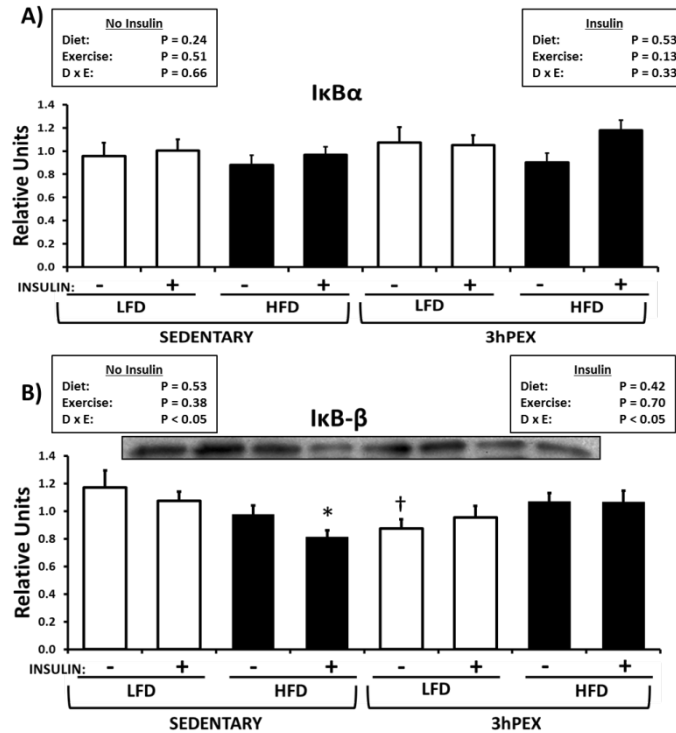 A)
No Insulin
Diet: P = 0.24
Exercise: P = 0.51
D x E: P = 0.66
Insulin
Diet: P = 0.53
Exercise: P = 0.13
D x E: P = 0.33
IκBα
Relative Units
1.4
1.2
1.0
0.8
0.6
0.4
0.2
0.0
INSULIN: - + - + - + - +
LFD HFD LFD HFD
SEDENTARY 3hPEX
B)
No Insulin
Diet: P = 0.53
Exercise: P = 0.38
D x E: P < 0.05
Insulin
Diet: P = 0.42
Exercise: P = 0.70
D x E: P < 0.05
IκB-β
Relative Units
1.4
1.2
1.0
0.8
0.6
0.4
0.2
0.0
* †
INSULIN: - + - + - + - +
LFD HFD LFD HFD
SEDENTARY 3hPEX